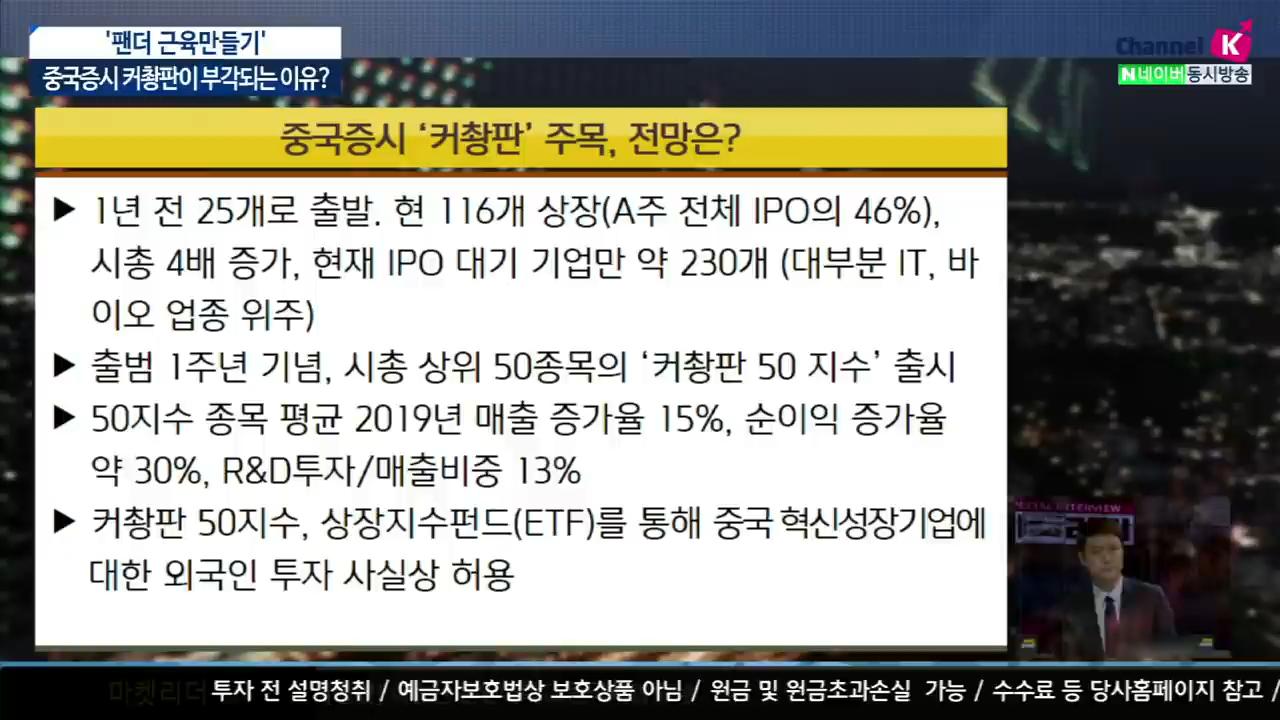 '팬더 근육만들기'
중국증시 커촹판이 부각되는 이유?
Channel K
N 네이버 동시방송
중국증시 ‘커촹판’ 주목, 전망은?
▶ 1년 전 25개로 출발. 현 116개 상장(A주 전체 IPO의 46%),
시총 4배 증가, 현재 IPO 대기 기업만 약 230개 (대부분 IT, 바
이오 업종 위주)
▶ 출범 1주년 기념, 시총 상위 50종목의 ‘커촹판 50 지수’ 출시
▶ 50지수 종목 평균 2019년 매출 증가율 15%, 순이익 증가율
약 30%, R&D투자/매출비중 13%
▶ 커촹판 50지수, 상장지수펀드(ETF)를 통해 중국 혁신성장기업에
대한 외국인 투자 사실상 허용
INTERVIEW
마켓리더 투자 전 설명청취 / 예금자보호법상 보호상품 아님 / 원금 및 원금초과손실 가능 / 수수료 등 당사홈페이지 참고 /